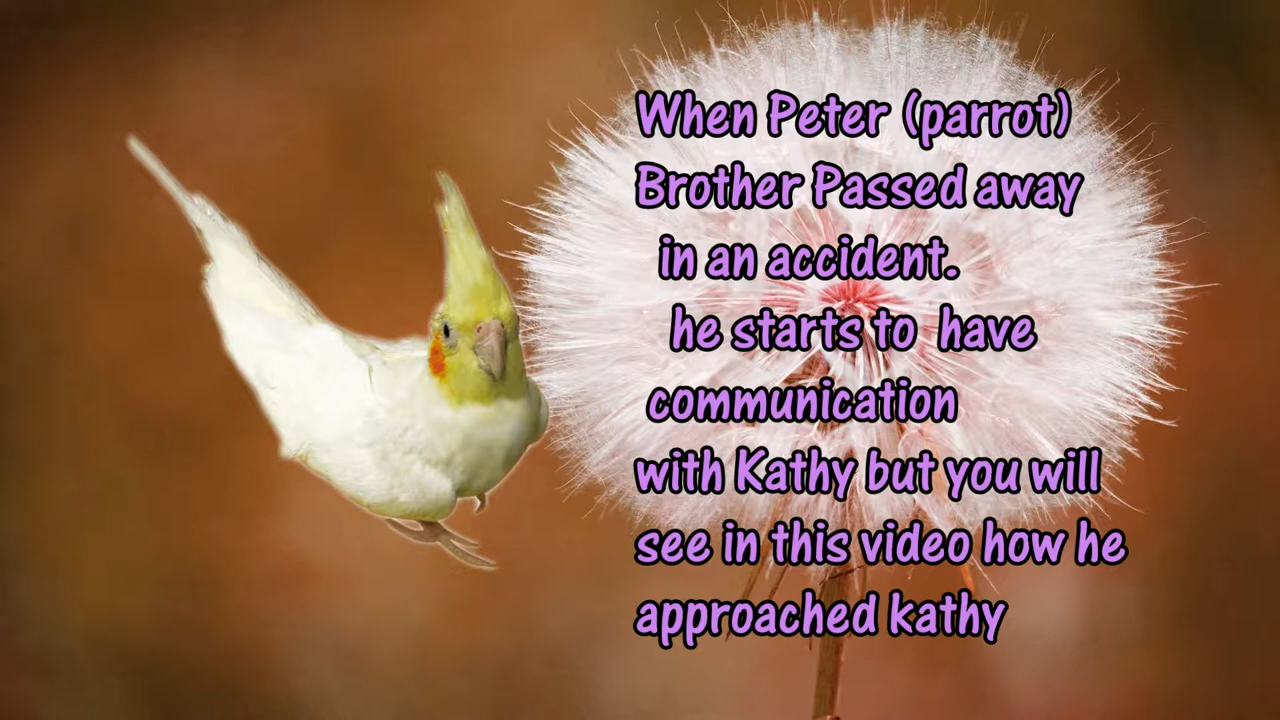 When Peter (parrot)
Brother Passed away
in an accident.
he starts to have
communication
with Kathy but you will
see in this video how he
approached kathy